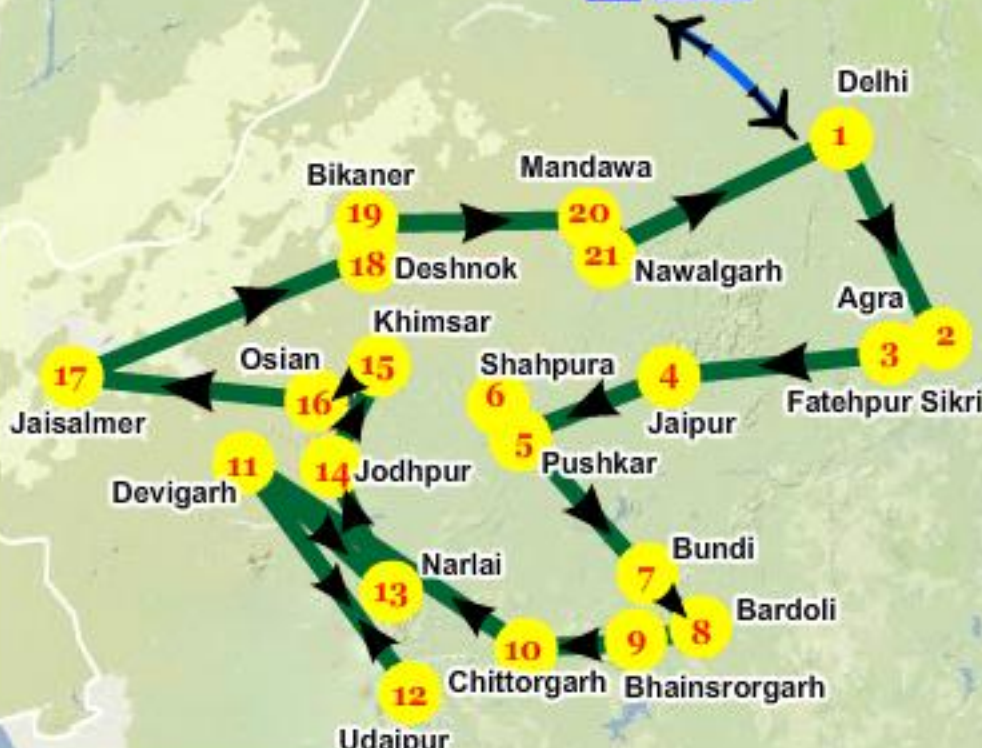 Delhi
1
Bikaner
Mandawa
19
20
18
Deshnok
21
Nawalgarh
Agra
2
Khimsar
3
Fatehpur Sikri
Osian
15
Shahpura
4
17
16
6
Jaipur
Jaisalmer
5
Pushkar
11
14
Jodhpur
Devigarh
Bundi
7
Narlai
13
Bardoli
8
9
10
Chittorgarh
Bhainsrorgarh
12
Udaipur